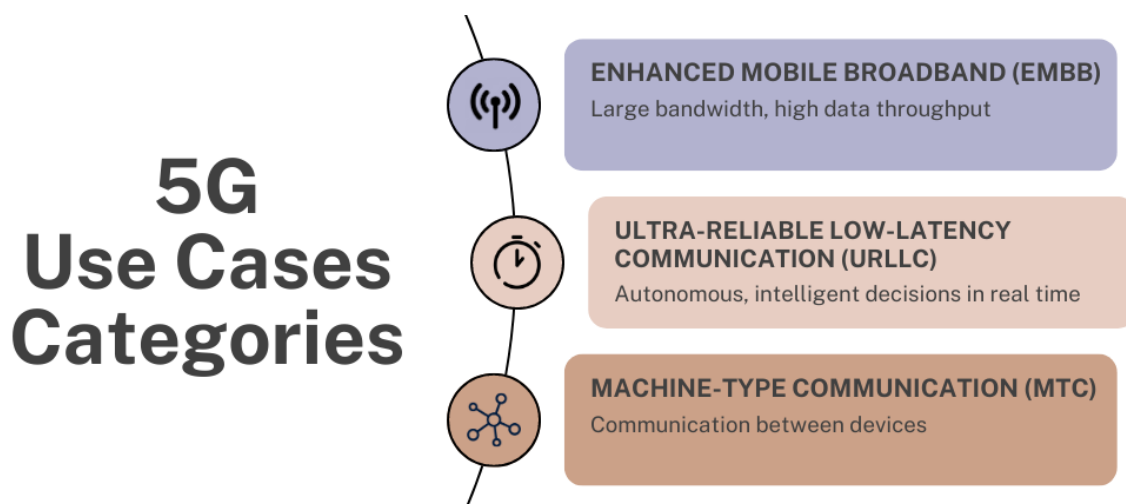 5G
Use Cases
Categories
ENHANCED MOBILE BROADBAND (EMBB)
Large bandwidth, high data throughput
ULTRA-RELIABLE LOW-LATENCY
COMMUNICATION (URLLC)
Autonomous, intelligent decisions in real time
MACHINE-TYPE COMMUNICATION (MTC)
Communication between devices